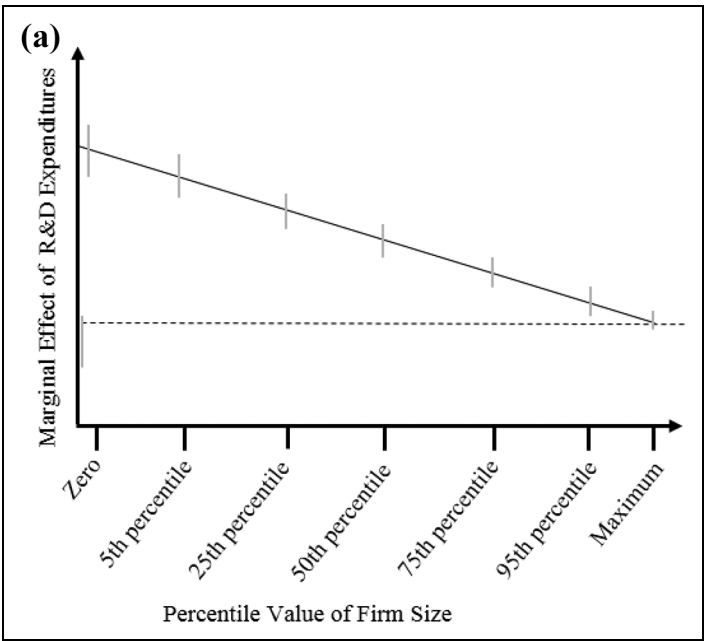 (a)
Marginal Effect of R&D Expenditures
Zero
5th percentile
25th percentile
50th percentile
75th percentile
95th percentile
Maximum
Percentile Value of Firm Size